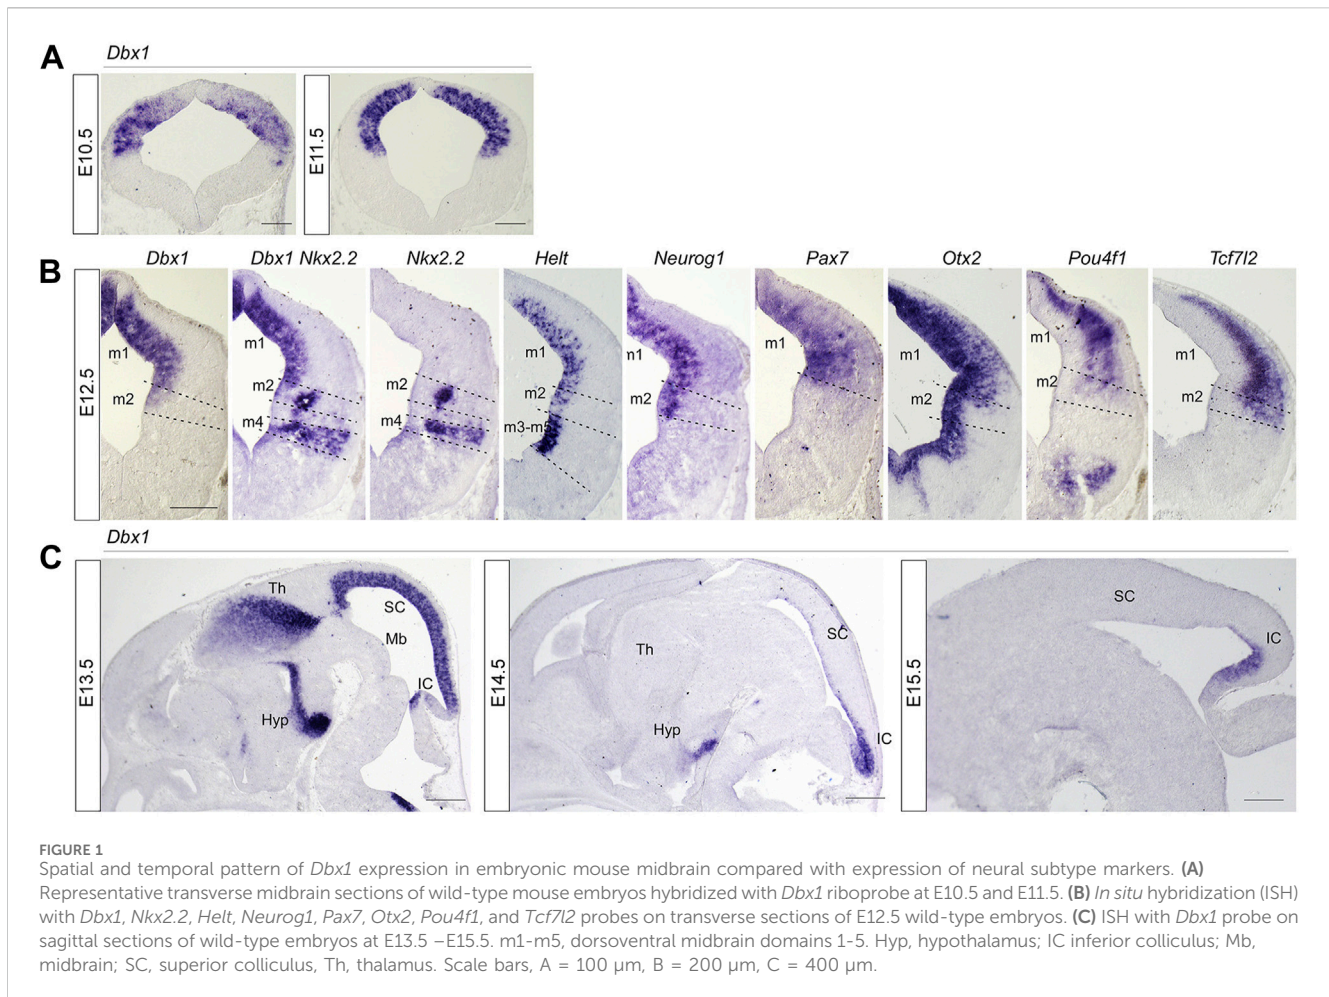 A
Dbx1
E10.5
E11.5
B
Dbx1
Dbx1 Nkx2.2
Nkx2.2
Helt
Neurog1
Pax7
Otx2
Pou4f1
Tcf7l2
E12.5
m1
m2
m1
m2
m4
m2
m4
m1
m2
m3-m5
m1
m2
m1
m2
m1
m2
m1
m2
C
Dbx1
E13.5
Th
SC
Mb
IC
Hyp
E14.5
Th
SC
Hyp
IC
E15.5
SC
IC
FIGURE 1
Spatial and temporal pattern of Dbx1 expression in embryonic mouse midbrain compared with expression of neural subtype markers. (A)
Representative transverse midbrain sections of wild-type mouse embryos hybridized with Dbx1 riboprobe at E10.5 and E11.5. (B) In situ hybridization (ISH)
with Dbx1, Nkx2.2, Helt, Neurog1, Pax7, Otx2, Pou4f1, and Tcf7l2 probes on transverse sections of E12.5 wild-type embryos. (C) ISH with Dbx1 probe on
sagittal sections of wild-type embryos at E13.5 –E15.5. m1-m5, dorsoventral midbrain domains 1-5. Hyp, hypothalamus; IC inferior colliculus; Mb,
midbrain; SC, superior colliculus, Th, thalamus. Scale bars, A = 100 µm, B = 200 µm, C = 400 µm.